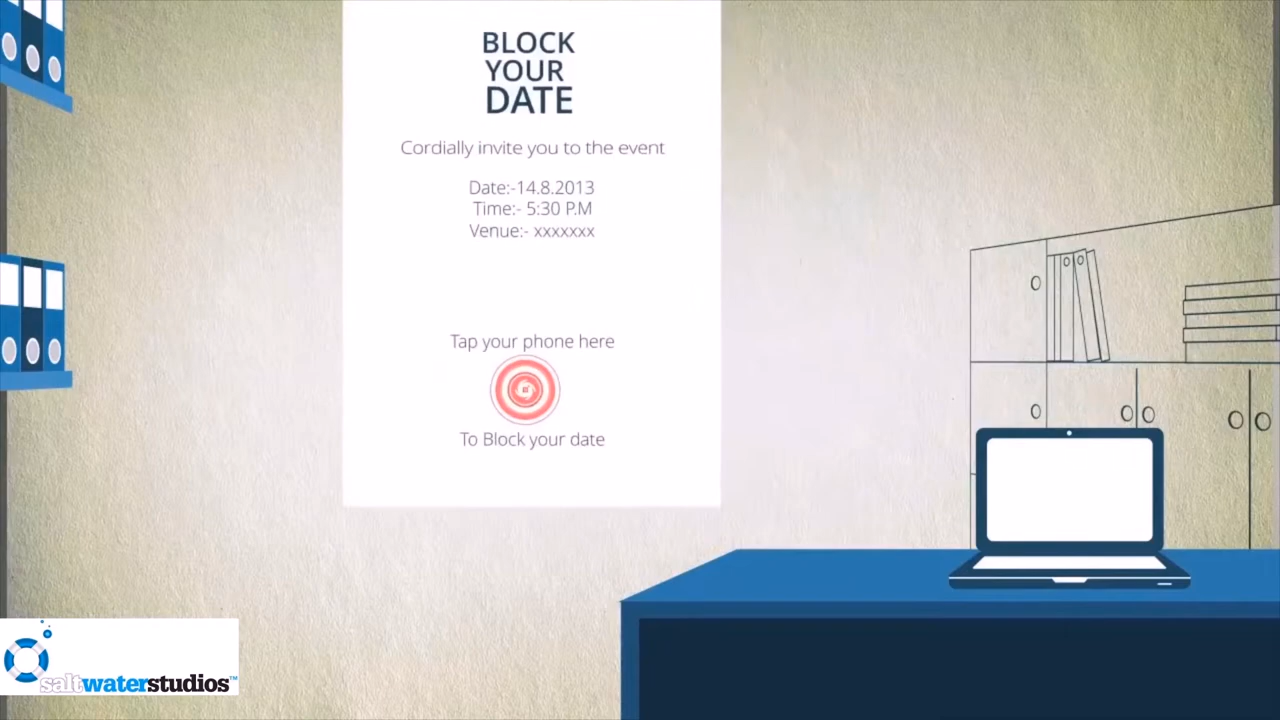 BLOCK
YOUR
DATE
Cordially invite you to the event
Date:-14.8.2013
Time:- 5:30 P.M
Venue:- xxxxxxx
Tap your phone here
To Block your date
saltwaterstudios™